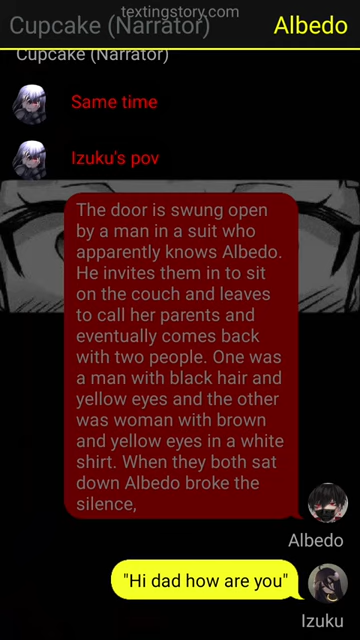 textingstory.com
Cupcake (Narrator)
Albedo
Cupcake (Narrator)
Same time
Izuku's pov
The door is swung open
by a man in a suit who
apparently knows Albedo.
He invites them in to sit
on the couch and leaves
to call her parents and
eventually comes back
with two people. One was
a man with black hair and
yellow eyes and the other
was woman with brown
and yellow eyes in a white
shirt. When they both sat
down Albedo broke the
silence,
Albedo
"Hi dad how are you"
Izuku